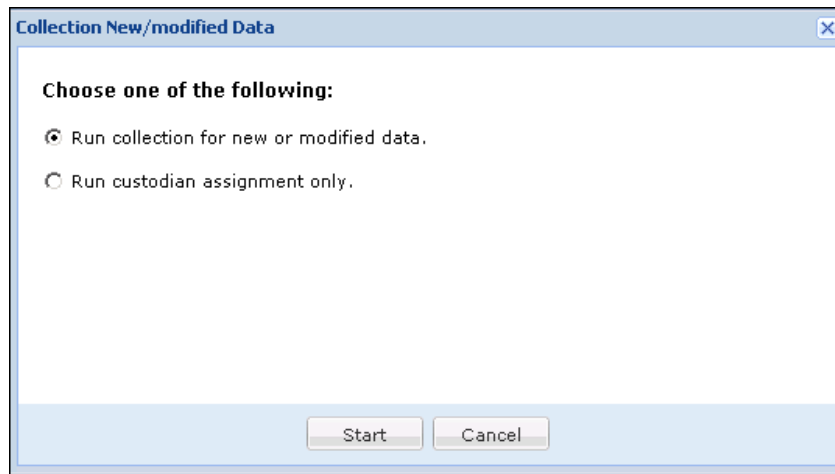 Collection New/modified Data
Choose one of the following:
Run collection for new or modified data.
Run custodian assignment only.
Start Cancel